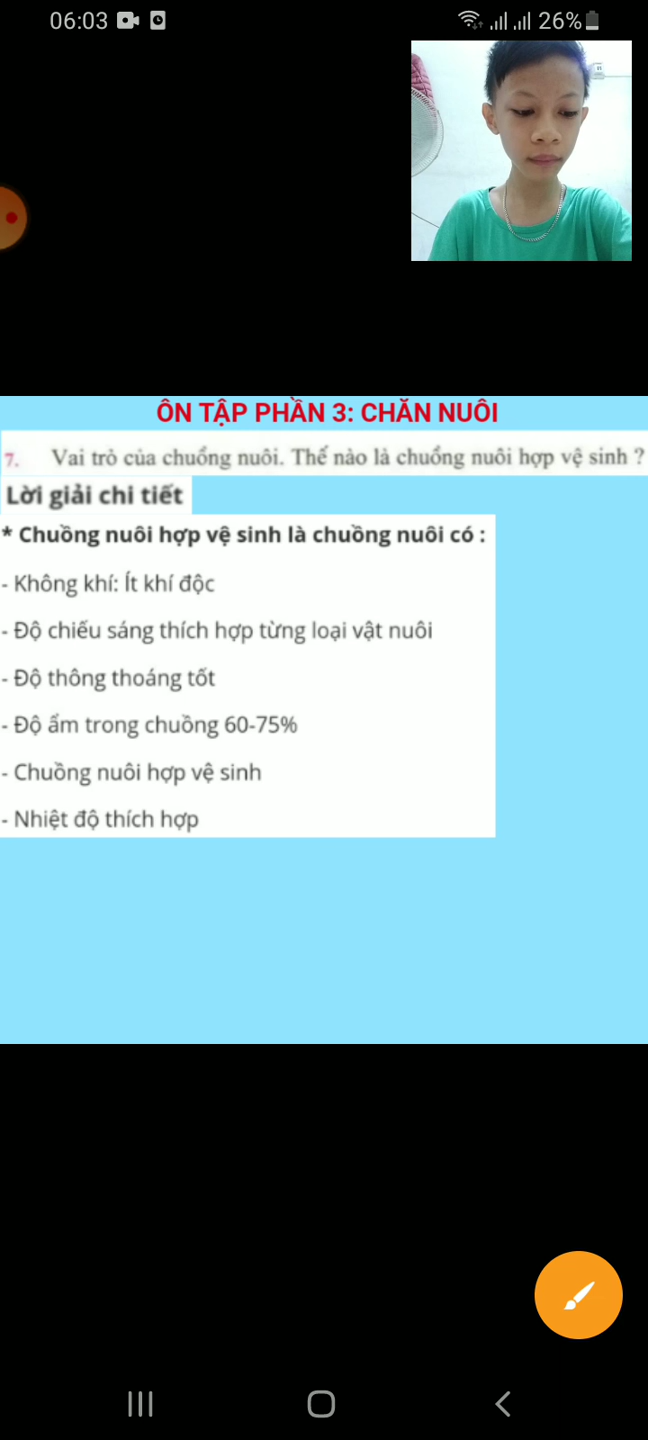 06:03
26%
ÔN TẬP PHẦN 3: CHĂN NUÔI
7. Vai trò của chuồng nuôi. Thế nào là chuồng nuôi hợp vệ sinh ?
Lời giải chi tiết
* Chuồng nuôi hợp vệ sinh là chuồng nuôi có :
- Không khí: Ít khí độc
- Độ chiếu sáng thích hợp từng loại vật nuôi
- Độ thông thoáng tốt
- Độ ẩm trong chuồng 60-75%
- Chuồng nuôi hợp vệ sinh
- Nhiệt độ thích hợp